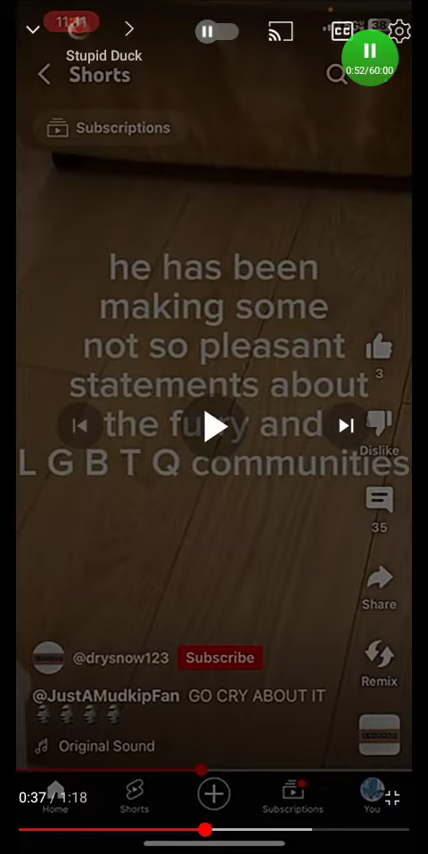 11:11
38
Stupid Duck
Shorts
0:52/60:00
Subscriptions
he has been
making some
not so pleasant
statements about
the furry and
L G B T Q communities
3
Dislike
35
Share
@drysnow123 Subscribe
Remix
@JustAMudkipFan GO CRY ABOUT IT
🗿🗿🗿🗿
Original Sound
0:37 / 1:18
Home
Shorts
Subscriptions
You